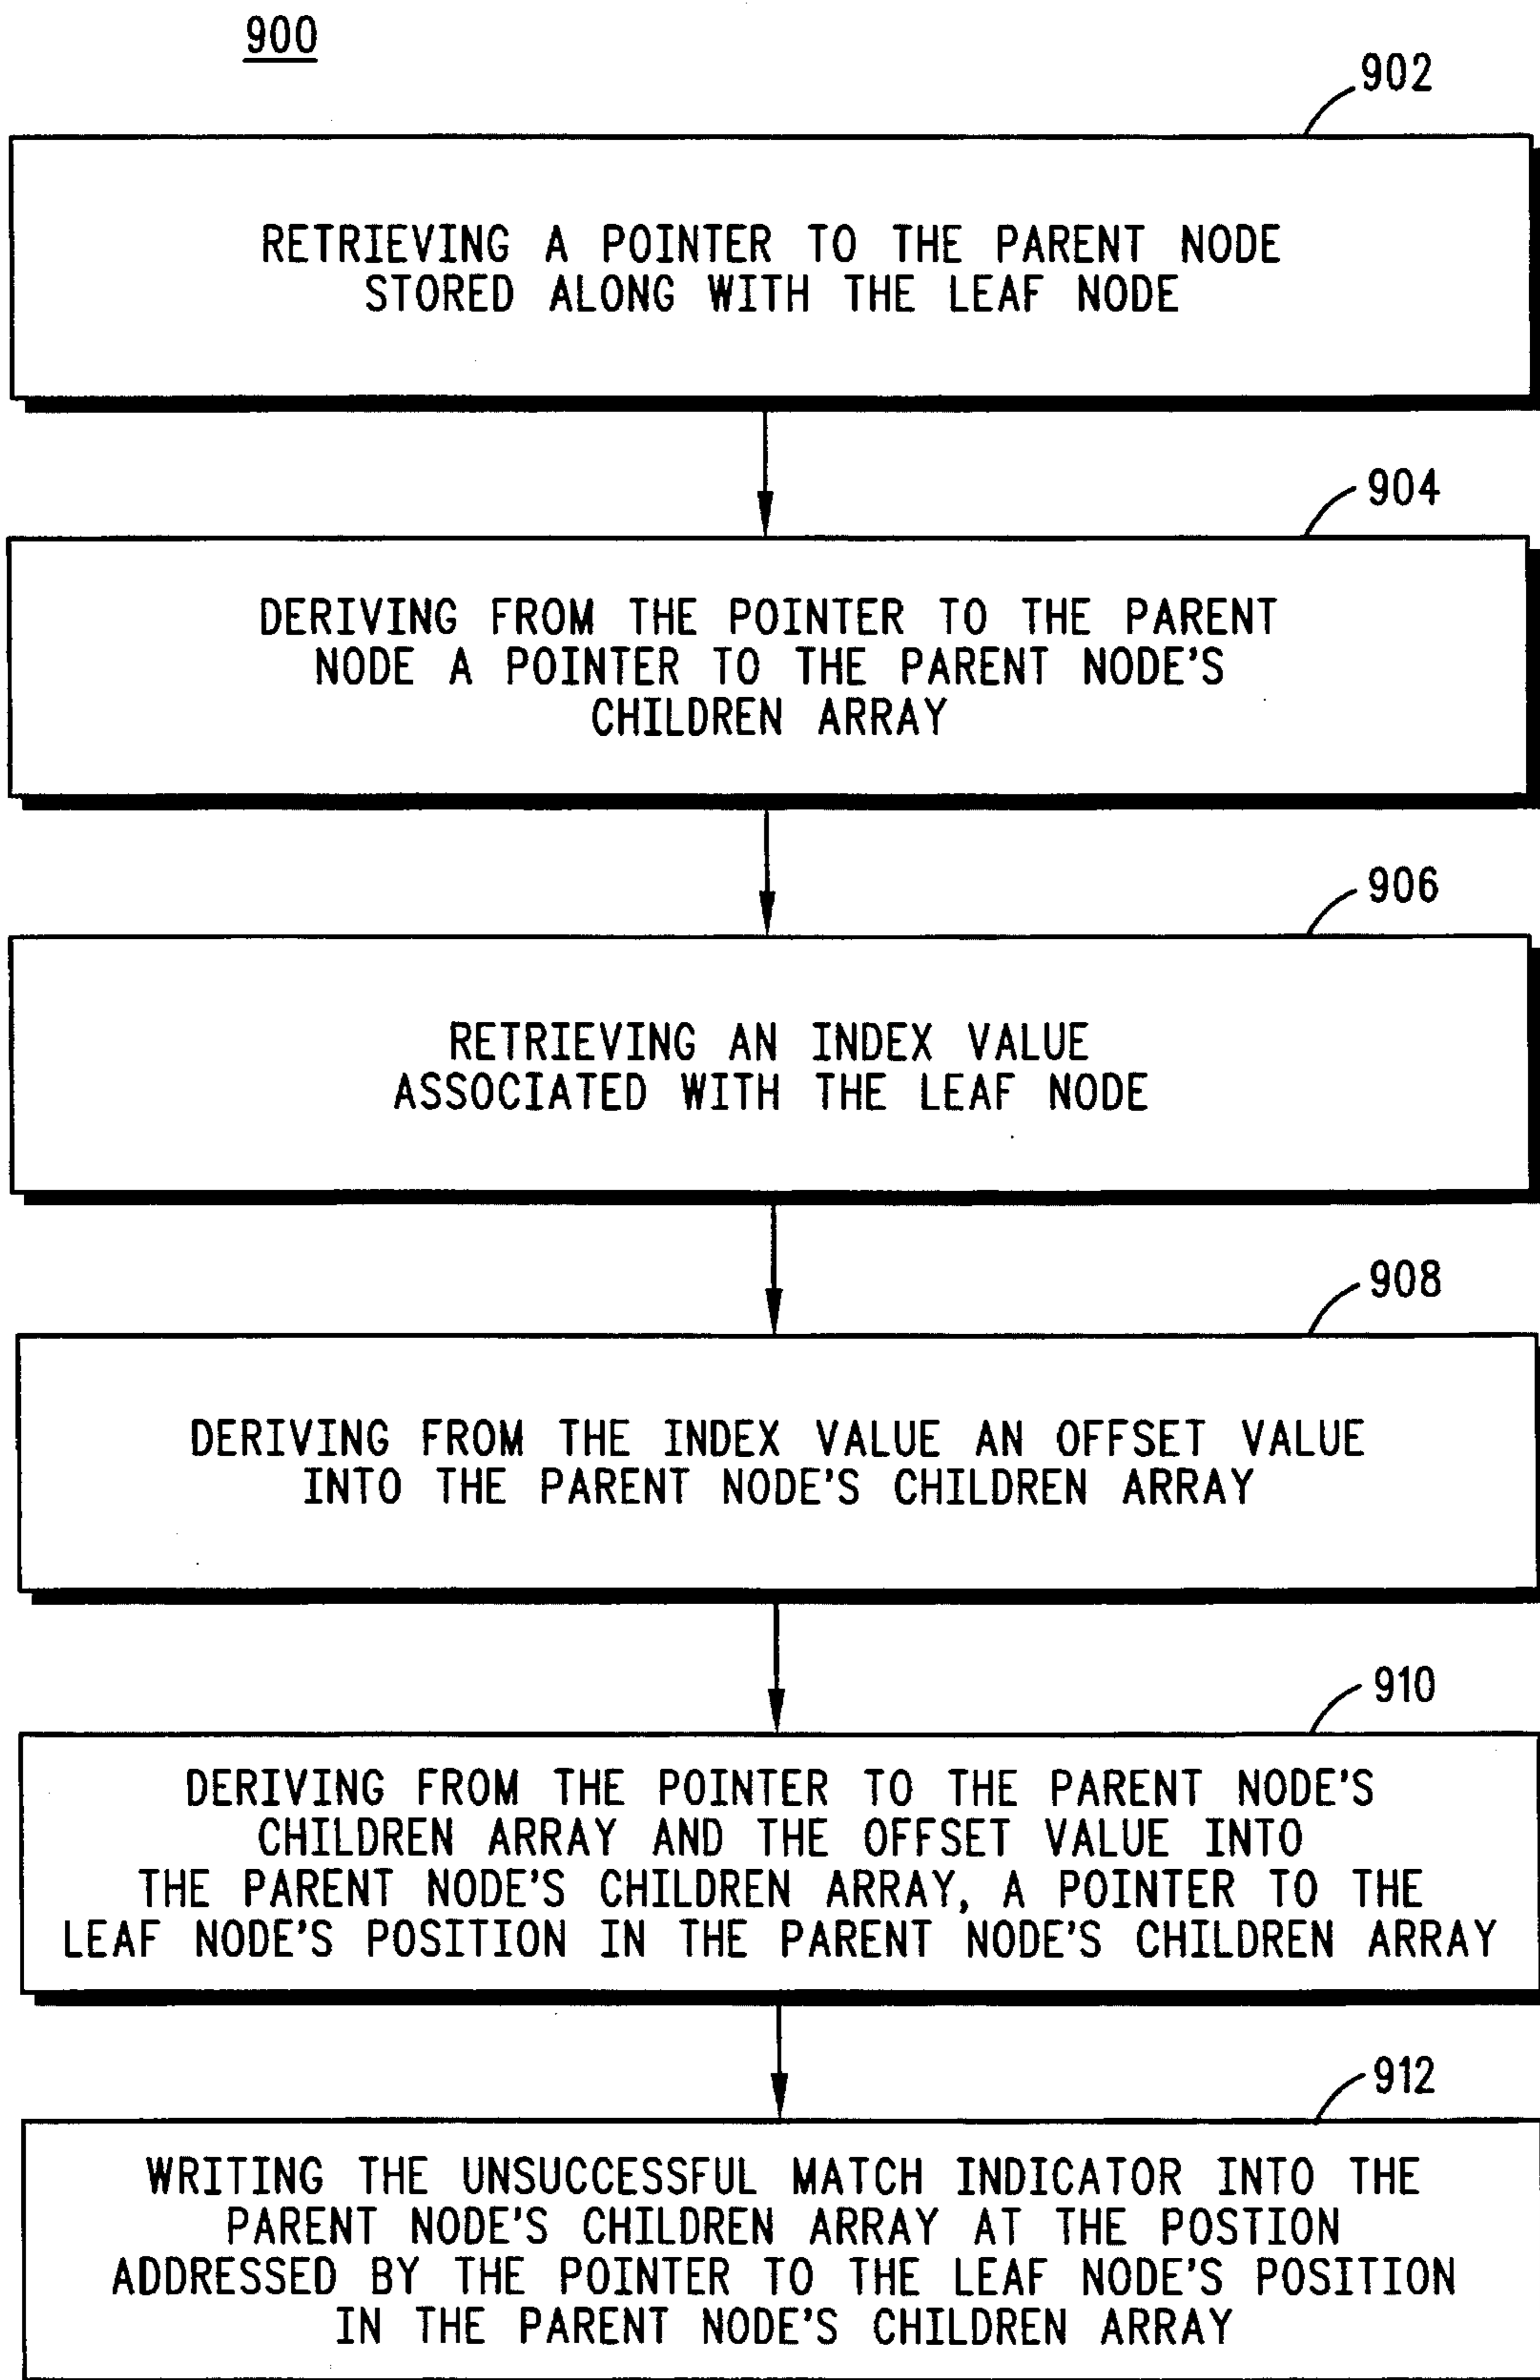 900
902
RETRIEVING A POINTER TO THE PARENT NODE
STORED ALONG WITH THE LEAF NODE
904
DERIVING FROM THE POINTER TO THE PARENT
NODE A POINTER TO THE PARENT NODE'S
CHILDREN ARRAY
906
RETRIEVING AN INDEX VALUE
ASSOCIATED WITH THE LEAF NODE
908
DERIVING FROM THE INDEX VALUE AN OFFSET VALUE
INTO THE PARENT NODE'S CHILDREN ARRAY
910
DERIVING FROM THE POINTER TO THE PARENT NODE'S
CHILDREN ARRAY AND THE OFFSET VALUE INTO
THE PARENT NODE'S CHILDREN ARRAY, A POINTER TO THE
LEAF NODE'S POSITION IN THE PARENT NODE'S CHILDREN ARRAY
912
WRITING THE UNSUCCESSFUL MATCH INDICATOR INTO THE
PARENT NODE'S CHILDREN ARRAY AT THE POSTION
ADDRESSED BY THE POINTER TO THE LEAF NODE'S POSITION
IN THE PARENT NODE'S CHILDREN ARRAY